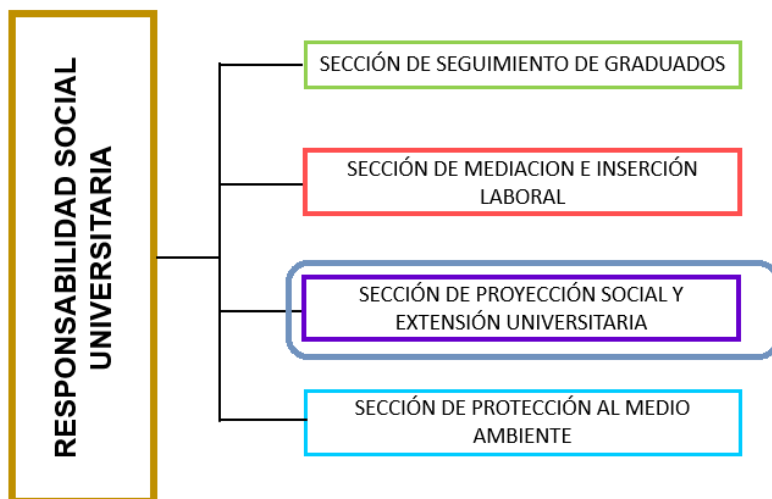 RESPONSABILIDAD SOCIAL
UNIVERSITARIA
SECCIÓN DE SEGUIMIENTO DE GRADUADOS
SECCIÓN DE MEDIACION E INSERCIÓN
LABORAL
SECCIÓN DE PROYECCIÓN SOCIAL Y
EXTENSIÓN UNIVERSITARIA
SECCIÓN DE PROTECCIÓN AL MEDIO
AMBIENTE